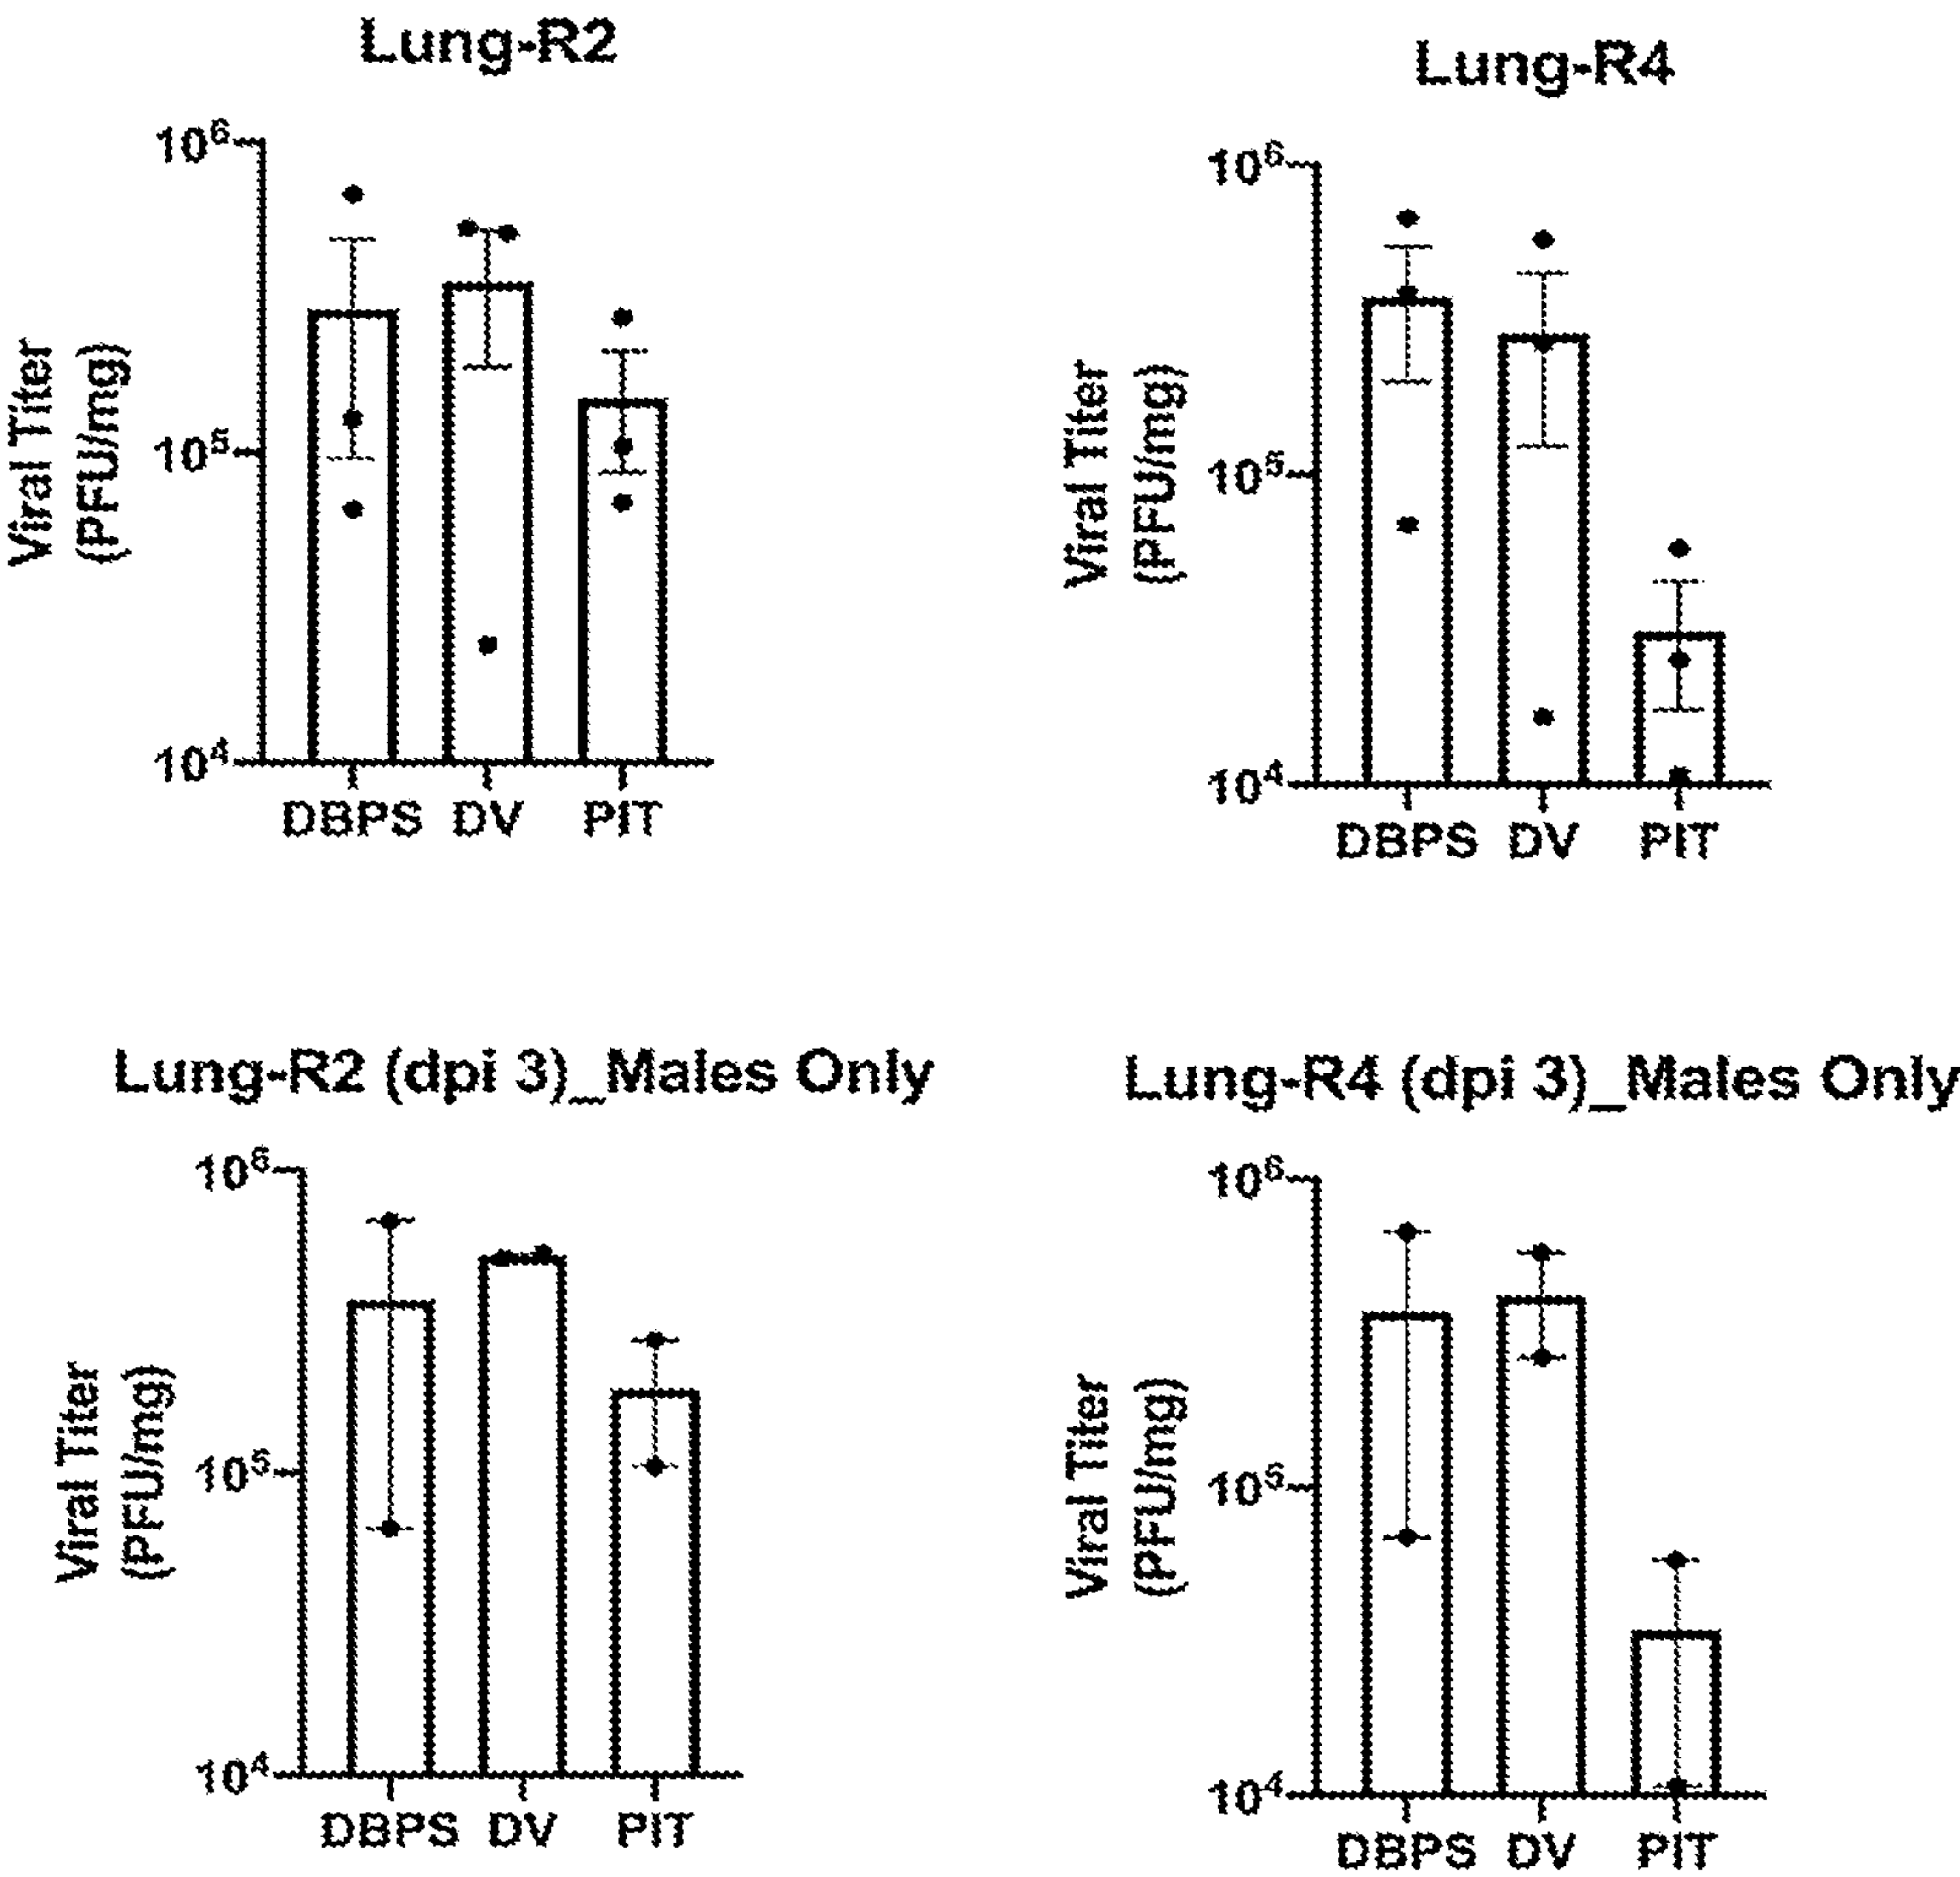 Lung-R2
Viral Titer
(PFU/mg)
10⁶
10⁵
10⁴
DBPS DV PIT
Lung-R4
Viral Titer
(PFU/mg)
10⁶
10⁵
10⁴
DBPS DV PIT
Lung-R2 (dpi 3)_Males Only
Viral Titer
(PFU/mg)
10⁶
10⁵
10⁴
DBPS DV PIT
Lung-R4 (dpi 3)_Males Only
Viral Titer
(PFU/mg)
10⁶
10⁵
10⁴
DBPS DV PIT